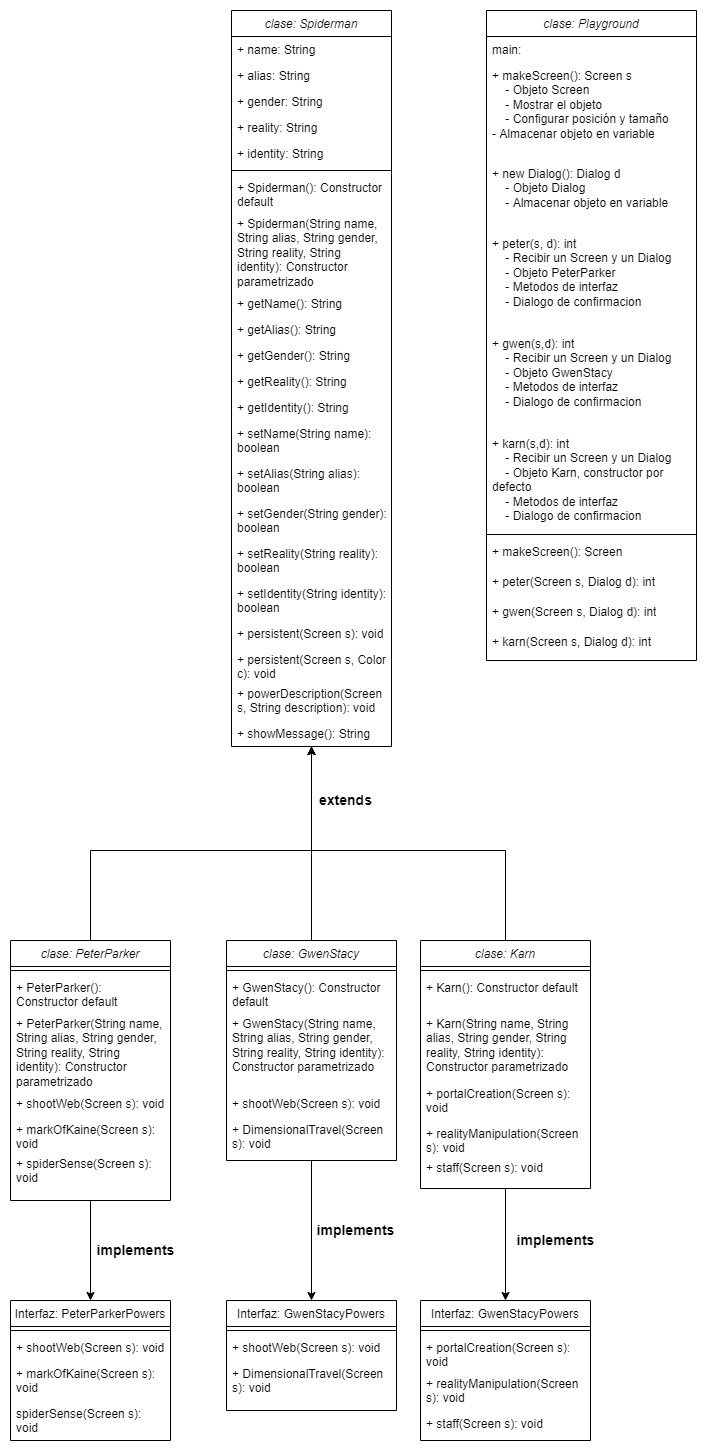 clase: Spiderman
+ name: String
+ alias: String
+ gender: String
+ reality: String
+ identity: String
+ Spiderman(): Constructor
default
+ Spiderman(String name,
String alias, String gender,
String reality, String
identity): Constructor
parametrizado
+ getName(): String
+ getAlias(): String
+ getGender(): String
+ getReality(): String
+ getIdentity(): String
+ setName(String name):
boolean
+ setAlias(String alias):
boolean
+ setGender(String gender):
boolean
+ setReality(String reality):
boolean
+ setIdentity(String identity):
boolean
+ persistent(Screen s): void
+ persistent(Screen s, Color
c): void
+ powerDescription(Screen
s, String description): void
+ showMessage(): String
clase: Playground
main:
+ makeScreen(): Screen s
- Objeto Screen
- Mostrar el objeto
- Configurar posición y tamaño
- Almacenar objeto en variable
+ new Dialog(): Dialog d
- Objeto Dialog
- Almacenar objeto en variable
+ peter(s, d): int
- Recibir un Screen y un Dialog
- Objeto PeterParker
- Metodos de interfaz
- Dialogo de confirmacion
+ gwen(s,d): int
- Recibir un Screen y un Dialog
- Objeto GwenStacy
- Metodos de interfaz
- Dialogo de confirmacion
+ karn(s,d): int
- Recibir un Screen y un Dialog
- Objeto Karn, constructor por
defecto
- Metodos de interfaz
- Dialogo de confirmacion
+ makeScreen(): Screen
+ peter(Screen s, Dialog d): int
+ gwen(Screen s, Dialog d): int
+ karn(Screen s, Dialog d): int
extends
clase: PeterParker
+ PeterParker():
Constructor default
+ PeterParker(String name,
String alias, String gender,
String reality, String
identity): Constructor
parametrizado
+ shootWeb(Screen s): void
+ markOfKaine(Screen s):
void
+ spiderSense(Screen s):
void
clase: GwenStacy
+ GwenStacy(): Constructor
default
+ GwenStacy(String name,
String alias, String gender,
String reality, String identity):
Constructor parametrizado
+ shootWeb(Screen s): void
+ DimensionalTravel(Screen
s): void
clase: Karn
+ Karn(): Constructor default
+ Karn(String name, String
alias, String gender, String
reality, String identity):
Constructor parametrizado
+ portalCreation(Screen s):
void
+ realityManipulation(Screen
s): void
+ staff(Screen s): void
implements
implements
implements
Interfaz: PeterParkerPowers
+ shootWeb(Screen s): void
+ markOfKaine(Screen s):
void
spiderSense(Screen s):
void
Interfaz: GwenStacyPowers
+ shootWeb(Screen s): void
+ DimensionalTravel(Screen
s): void
Interfaz: GwenStacyPowers
+ portalCreation(Screen s):
void
+ realityManipulation(Screen
s): void
+ staff(Screen s): void